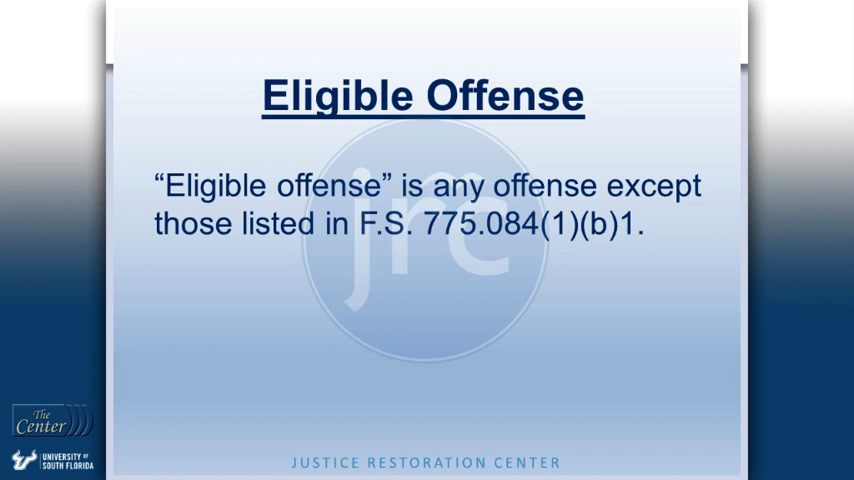 Eligible Offense
“Eligible offense” is any offense except
those listed in F.S. 775.084(1)(b)1.
jrc
The
Center
UNIVERSITY OF
SOUTH FLORIDA
JUSTICE RESTORATION CENTER